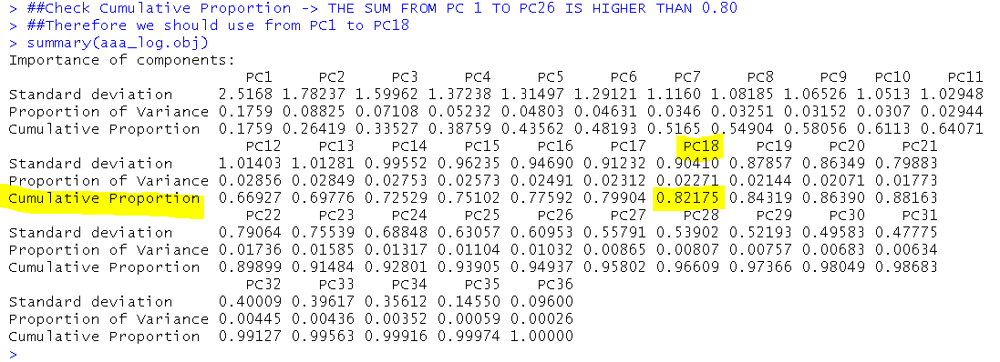 > ##Check Cumulative Proportion -> THE SUM FROM PC 1 TO PC26 IS HIGHER THAN 0.80
> ##Therefore we should use from PC1 to PC18
> summary(aaa_log.obj)
Importance of components:
PC1 PC2 PC3 PC4 PC5 PC6 PC7 PC8 PC9 PC10 PC11
Standard deviation 2.5168 1.78237 1.59962 1.37238 1.31497 1.29121 1.1160 1.08185 1.06526 1.0513 1.02948
Proportion of Variance 0.1759 0.08825 0.07108 0.05232 0.04803 0.04631 0.0346 0.03251 0.03152 0.0307 0.02944
Cumulative Proportion 0.1759 0.26419 0.33527 0.38759 0.43562 0.48193 0.5165 0.54904 0.58056 0.6113 0.64071
PC12 PC13 PC14 PC15 PC16 PC17 PC18 PC19 PC20 PC21
Standard deviation 1.01403 1.01281 0.99552 0.96235 0.94690 0.91232 0.90410 0.87857 0.86349 0.79883
Proportion of Variance 0.02856 0.02849 0.02753 0.02573 0.02491 0.02312 0.02271 0.02144 0.02071 0.01773
Cumulative Proportion 0.66927 0.69776 0.72529 0.75102 0.77592 0.79904 0.82175 0.84319 0.86390 0.88163
PC22 PC23 PC24 PC25 PC26 PC27 PC28 PC29 PC30 PC31
Standard deviation 0.79064 0.75539 0.68848 0.63057 0.60953 0.55791 0.53902 0.52193 0.49583 0.47775
Proportion of Variance 0.01736 0.01585 0.01317 0.01104 0.01032 0.00865 0.00807 0.00757 0.00683 0.00634
Cumulative Proportion 0.89899 0.91484 0.92801 0.93905 0.94937 0.95802 0.96609 0.97366 0.98049 0.98683
PC32 PC33 PC34 PC35 PC36
Standard deviation 0.40009 0.39617 0.35612 0.14550 0.09600
Proportion of Variance 0.00445 0.00436 0.00352 0.00059 0.00026
Cumulative Proportion 0.99127 0.99563 0.99916 0.99974 1.00000
>